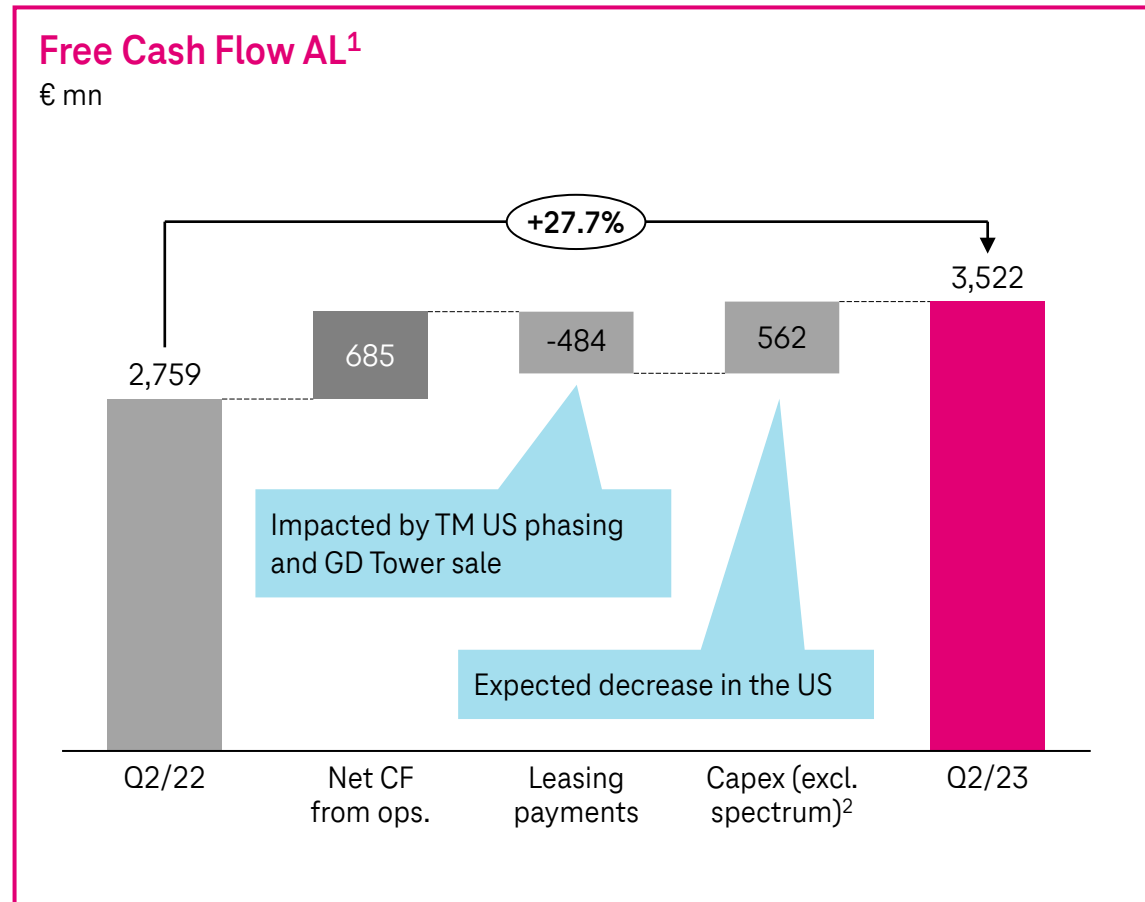 Free Cash Flow AL¹
€ mn
+27.7%
3,522
2,759
685
-484
562
Impacted by TM US phasing
and GD Tower sale
Expected decrease in the US
Q2/22
Net CF
from ops.
Leasing
payments
Capex (excl.
spectrum)²
Q2/23